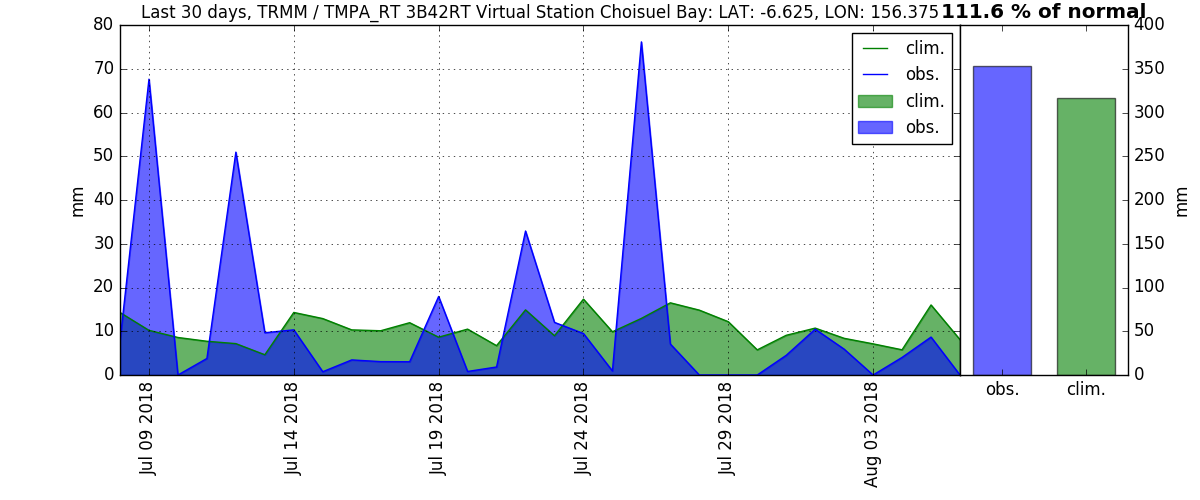 Last 30 days, TRMM / TMPA_RT 3B42RT Virtual Station Choisuel Bay: LAT: -6.625, LON: 156.375
111.6 % of normal
80
70
60
50
40
30
20
10
0
mm
clim.
obs.
clim.
obs.
Jul 09 2018
Jul 14 2018
Jul 19 2018
Jul 24 2018
Jul 29 2018
Aug 03 2018
400
350
300
250
200
150
100
50
0
mm
obs.
clim.